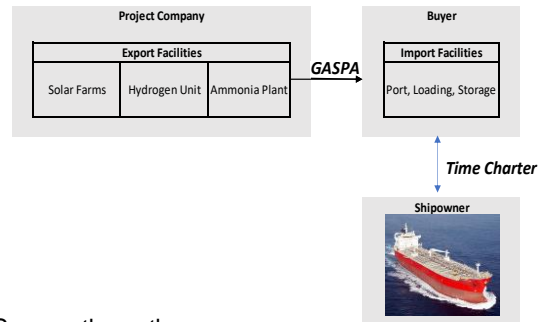 Project Company
Buyer
Export Facilities
Import Facilities
GASPA
Solar Farms
Hydrogen Unit
Ammonia Plant
Port, Loading, Storage
Time Charter
Shipowner